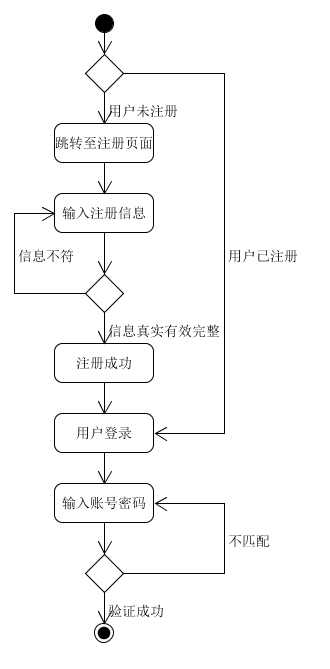 用户未注册
跳转至注册页面
输入注册信息
信息不符
用户已注册
信息真实有效完整
注册成功
用户登录
输入账号密码
不匹配
验证成功